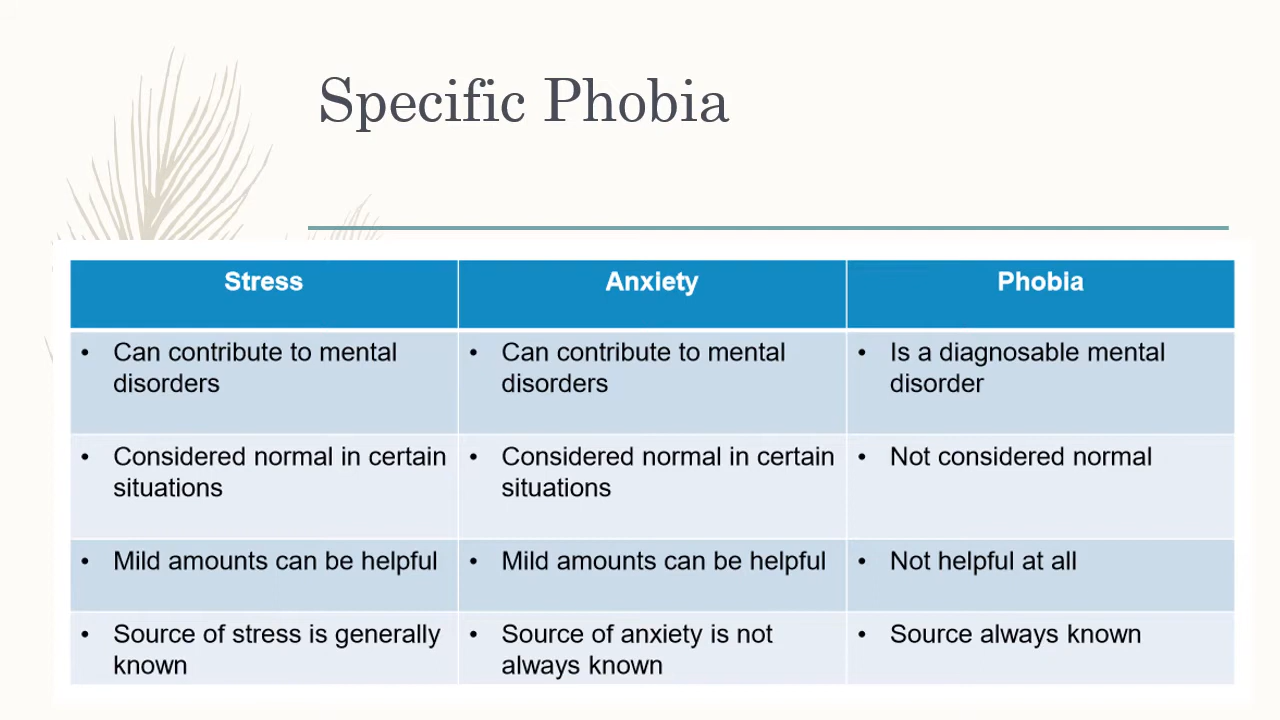 Specific Phobia
Stress
Anxiety
Phobia
• Can contribute to mental
disorders
• Can contribute to mental
disorders
• Is a diagnosable mental
disorder
• Considered normal in certain
situations
• Considered normal in certain
situations
• Not considered normal
• Mild amounts can be helpful
• Mild amounts can be helpful
• Not helpful at all
• Source of stress is generally
known
• Source of anxiety is not
always known
• Source always known